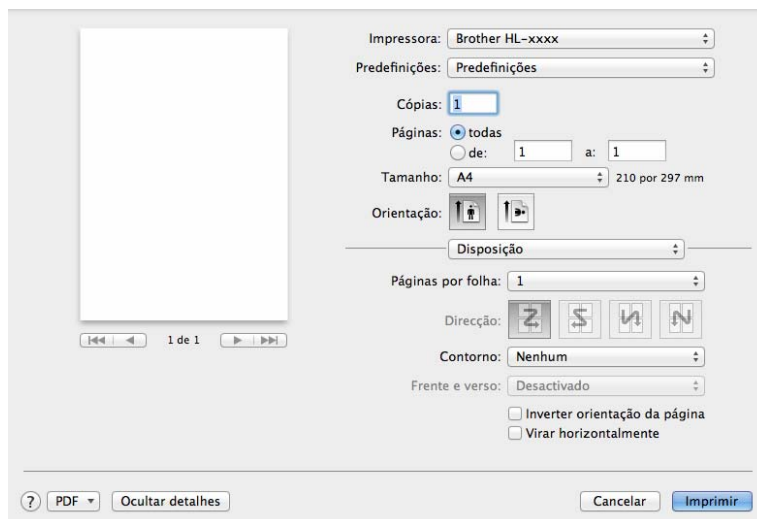 Impressora: Brother HL-xxxx
Predefinições: Predefinições
Cópias: 1
Páginas: todas
de: 1 a: 1
Tamanho: A4 210 por 297 mm
Orientação:
Disposição
Páginas por folha: 1
Direcção:
1 de 1
Contorno: Nenhum
Frente e verso: Desactivado
Inverter orientação da página
Virar horizontalmente
? PDF Ocultar detalhes Cancelar Imprimir